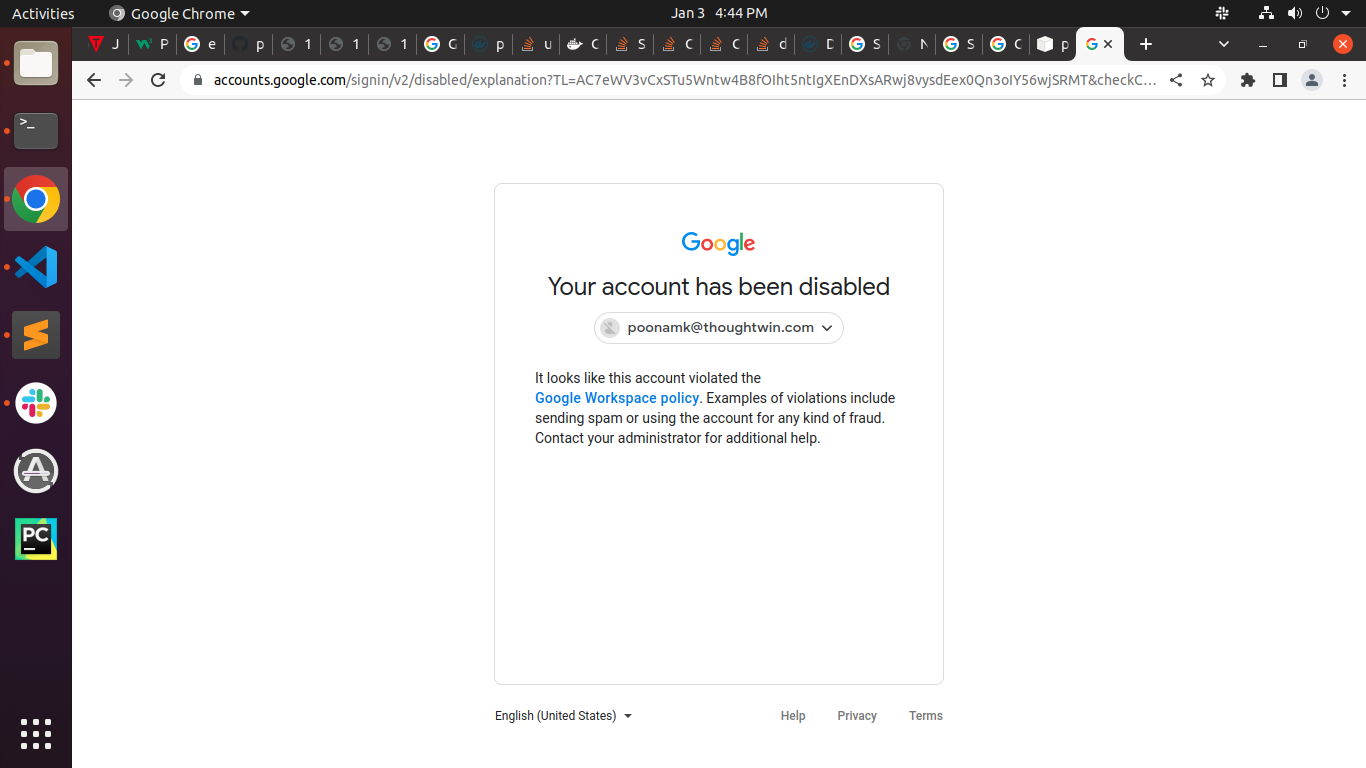 Activities
Google Chrome
Jan 3 4:44 PM
J
P
e
p
1
1
1
G
p
u
C
S
C
C
d
D
S
N
S
C
p
accounts.google.com/signin/v2/disabled/explanation?TL=AC7eWV3vCxSTu5Wntw4B8fOIht5ntIgXEnDXsARwj8vysdEex0Qn3oIY56wjSRMT&checkC...
Google
Your account has been disabled
poonamk@thoughtwin.com
It looks like this account violated the
Google Workspace policy. Examples of violations include
sending spam or using the account for any kind of fraud.
Contact your administrator for additional help.
English (United States)
Help
Privacy
Terms
>_
PC